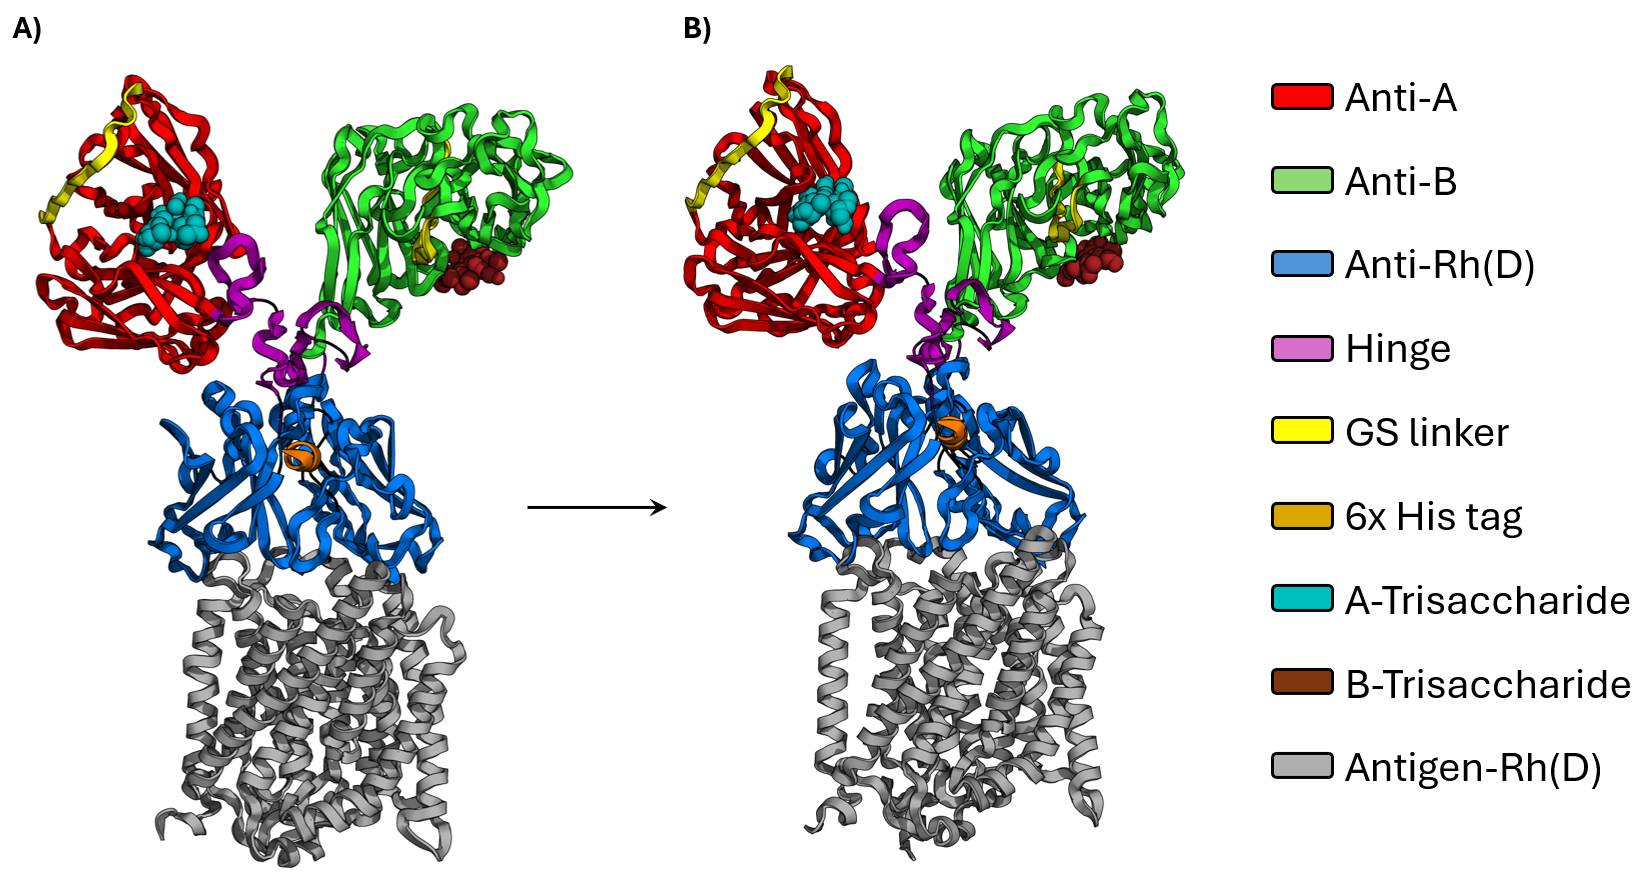 A)
B)
Anti-A
Anti-B
Anti-Rh(D)
Hinge
GS linker
6x His tag
A-Trisaccharide
B-Trisaccharide
Antigen-Rh(D)